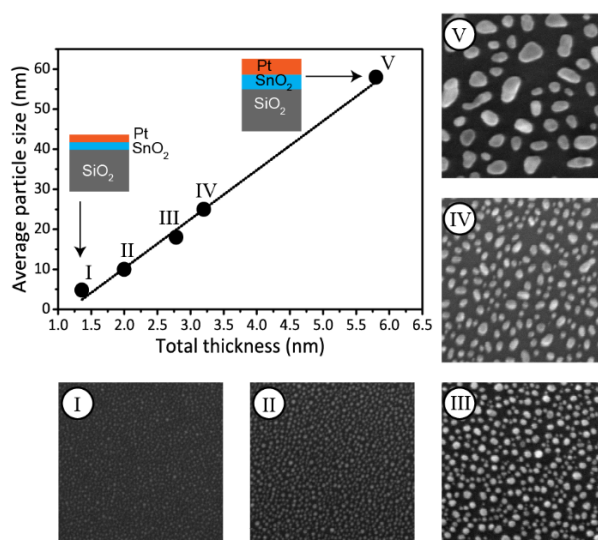 V
60
50
40
30
20
10
0
Average particle size (nm)
1.0 1.5 2.0 2.5 3.0 3.5 4.0 4.5 5.0 5.5 6.0 6.5
Total thickness (nm)
Pt
SnO₂
SiO₂
Pt
SnO₂
SiO₂
I
II
III
IV
V
IV
I
II
III